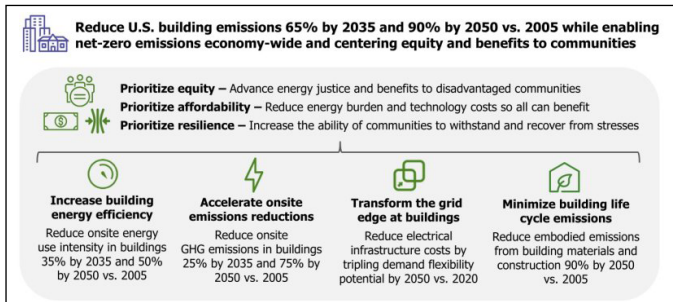 Reduce U.S. building emissions 65% by 2035 and 90% by 2050 vs. 2005 while enabling
net-zero emissions economy-wide and centering equity and benefits to communities
Prioritize equity – Advance energy justice and benefits to disadvantaged communities
Prioritize affordability – Reduce energy burden and technology costs so all can benefit
Prioritize resilience – Increase the ability of communities to withstand and recover from stresses
Increase building
energy efficiency
Reduce onsite energy
use intensity in buildings
35% by 2035 and 50%
by 2050 vs. 2005
Accelerate onsite
emissions reductions
Reduce onsite
GHG emissions in buildings
25% by 2035 and 75% by
2050 vs. 2005
Transform the grid
edge at buildings
Reduce electrical
infrastructure costs by
tripling demand flexibility
potential by 2050 vs. 2020
Minimize building life
cycle emissions
Reduce embodied emissions
from building materials and
construction 90% by 2050
vs. 2005